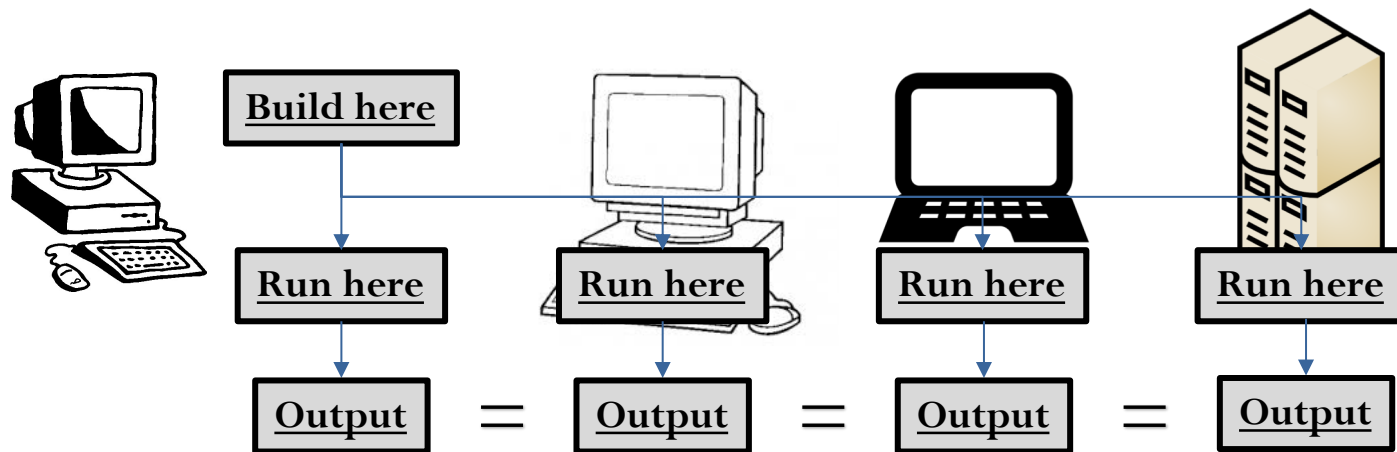 Build here
Run here Run here Run here Run here
Output = Output = Output = Output